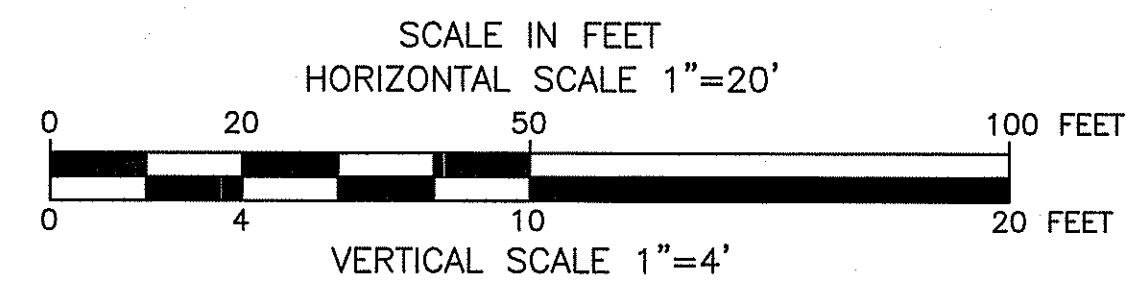 SCALE IN FEET
HORIZONTAL SCALE 1"=20'
0 20 50 100 FEET
0 4 10 20 FEET
VERTICAL SCALE 1"=4'